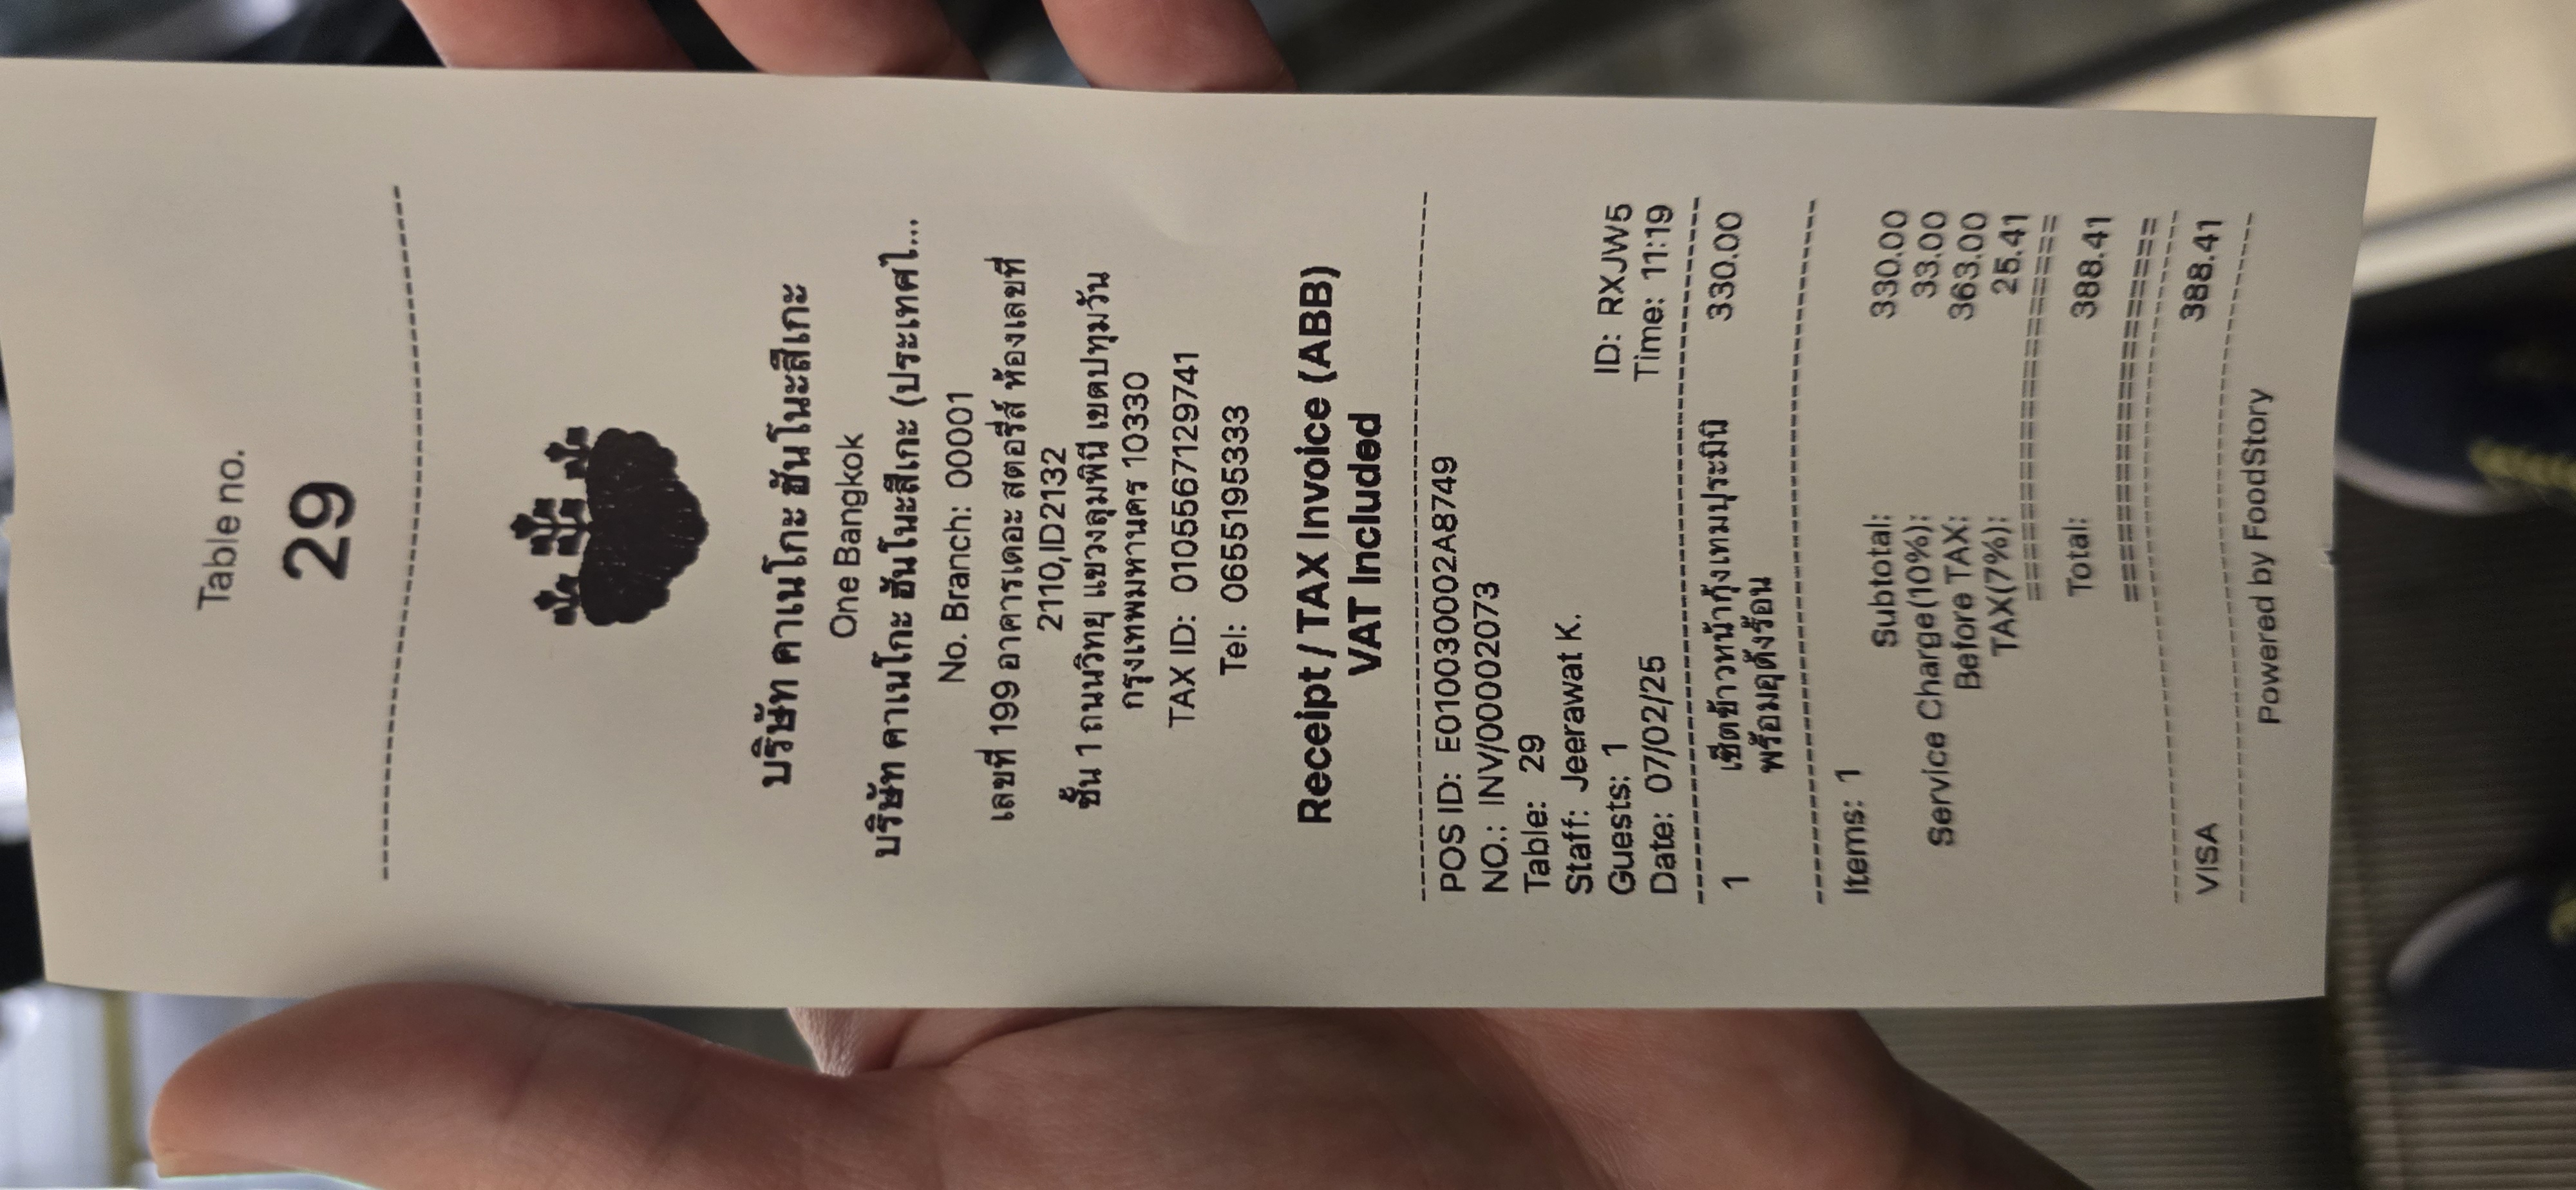 Table no.
29
บริษัท คาเนโกะ ฮันโนะสึเกะ
One Bangkok
บริษัท คาเนโกะ ฮันโนะสึเกะ (ประเทศไ...
No. Branch: 00001
เลขที่ 199 อาคารเดอะ สตอรี่ส์ ห้องเลขที่
2110,ID2132
ชั้น 1 ถนนวิทยุ แขวงลุมพินี เขตปทุมวัน
กรุงเทพมหานคร 10330
TAX ID: 0105567129741
Tel: 0655195333
Receipt / TAX Invoice (ABB)
VAT Included
POS ID: E010030002A8749
NO.: INV/00002073
Table: 29
Staff: Jeerawat K.
Guests: 1 ID: RXJW5
Date: 07/02/25 Time: 11:19
1 เซ็ตข้าวหน้ากุ้งเทมปุระมินิ 330.00
พร้อมอุด้งร้อน
Items: 1
Subtotal: 330.00
Service Charge(10%): 33.00
Before TAX: 363.00
TAX(7%): 25.41
Total: 388.41
VISA 388.41
Powered by FoodStory